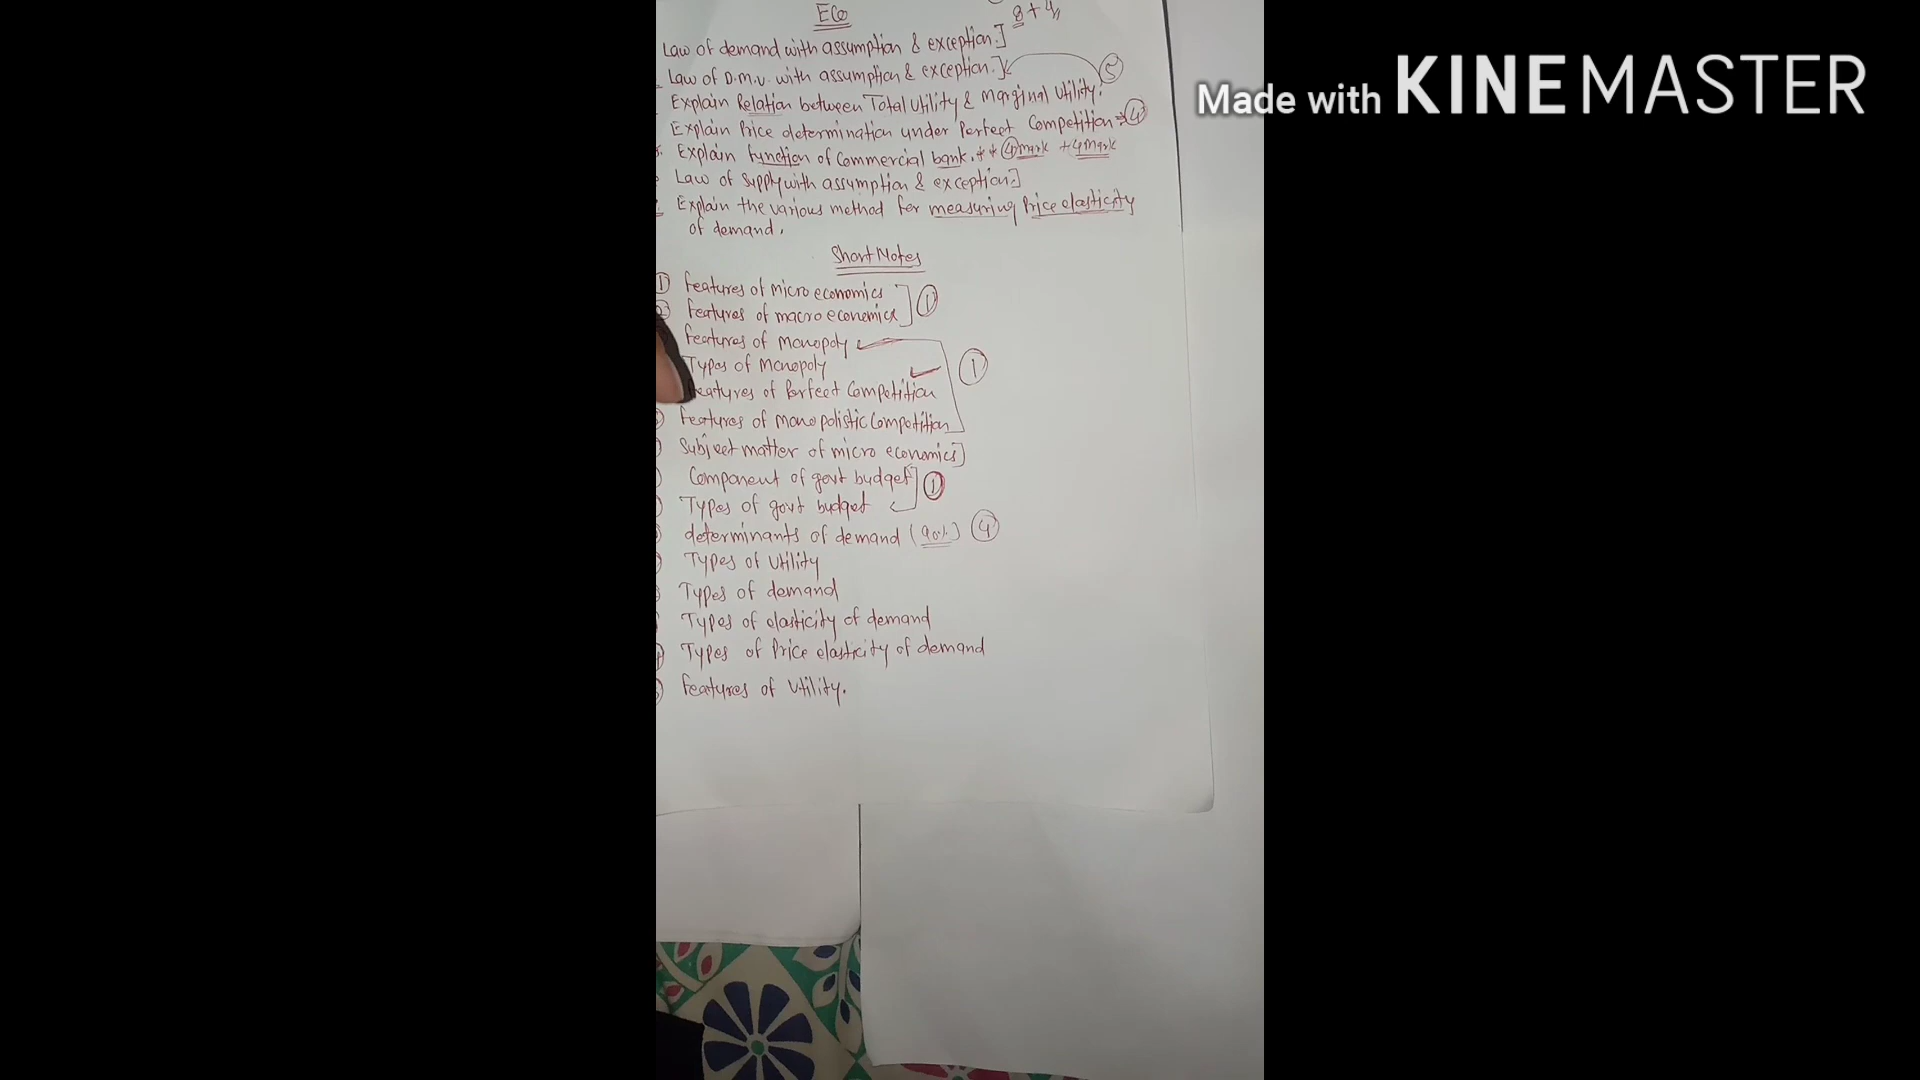 Eco
8+4
Law of demand with assumption & exception.]
Law of D.M.U. with assumption & exception.]
5
Explain Relation between Total Utility & Marginal Utility.
Explain Price determination under Perfect Competition → 4
5. Explain function of Commercial bank. ** 4 mark + 4 mark
Law of Supply with assumption & exception.]
Explain the various method for measuring Price elasticity
of demand.
Short Notes
1 features of micro economics
2 features of macro economics
1
features of Monopoly
Types of Monopoly
1
features of Perfect Competition
features of monopolistic Competition
Subject matter of micro economics]
Component of govt budget]
1
Types of govt budget
determinants of demand (90%) 4
Types of Utility
Types of demand
Types of elasticity of demand
Types of Price elasticity of demand
features of Utility.
Made with KINEMASTER